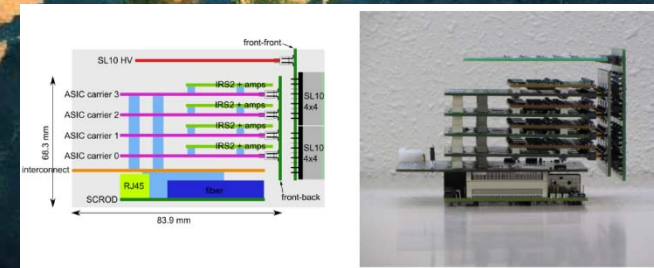 front-front
SL10 HV
IRS2 + amps
ASIC carrier 3
SL10
4x4
IRS2 + amps
ASIC carrier 2
IRS2 + amps
ASIC carrier 1
SL10
4x4
IRS2 + amps
ASIC carrier 0
66.3 mm
interconnect
RJ45
fiber
SCROD
front-back
83.9 mm